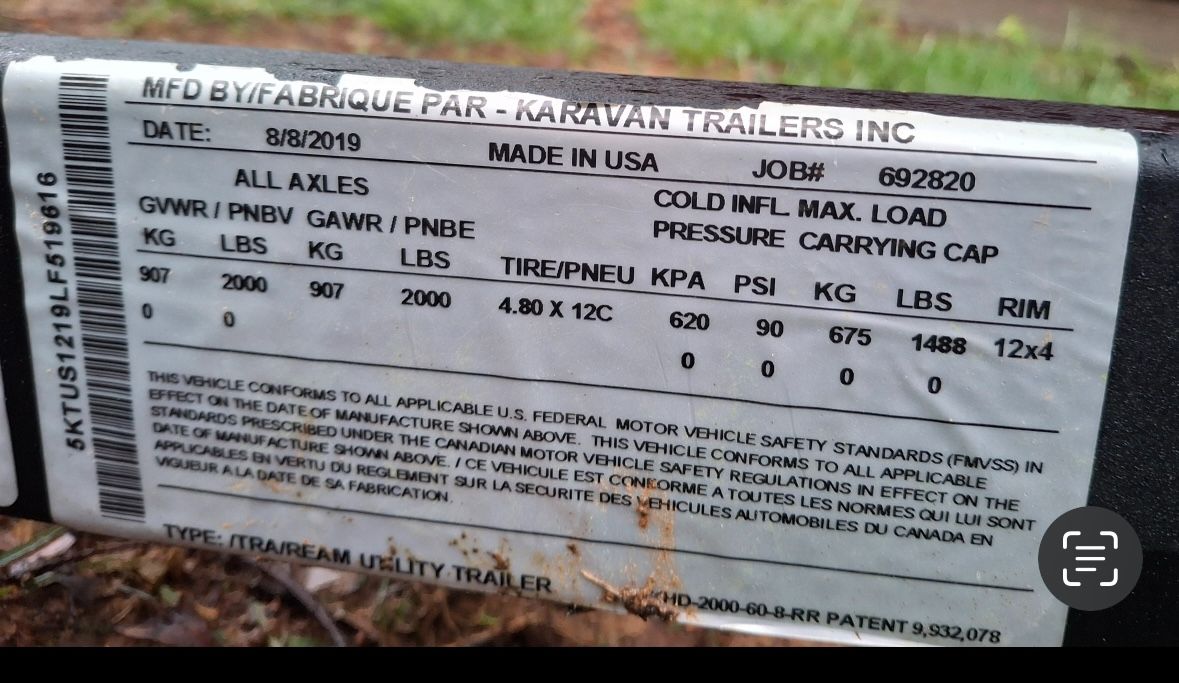 MFD BY/FABRIQUE PAR - KARAVAN TRAILERS INC
DATE: 8/8/2019 MADE IN USA JOB# 692820
ALL AXLES COLD INFL. MAX. LOAD
GVWR / PNBV GAWR / PNBE PRESSURE CARRYING CAP
KG LBS KG LBS TIRE/PNEU KPA PSI KG LBS RIM
907 2000 907 2000 4.80 X 12C 620 90 675 1488 12x4
0 0 0 0 0 0
THIS VEHICLE CONFORMS TO ALL APPLICABLE U.S. FEDERAL MOTOR VEHICLE SAFETY STANDARDS (FMVSS) IN
EFFECT ON THE DATE OF MANUFACTURE SHOWN ABOVE. THIS VEHICLE CONFORMS TO ALL APPLICABLE
STANDARDS PRESCRIBED UNDER THE CANADIAN MOTOR VEHICLE SAFETY REGULATIONS IN EFFECT ON THE
DATE OF MANUFACTURE SHOWN ABOVE. / CE VEHICULE EST CONFORME A TOUTES LES NORMES QUI LUI SONT
APPLICABLES EN VERTU DU REGLEMENT SUR LA SECURITE DES VEHICULES AUTOMOBILES DU CANADA EN
VIGUEUR A LA DATE DE SA FABRICATION.
TYPE: /TRA/REAM UTILITY TRAILER
HD-2000-60-8-RR PATENT 9,932,078
5KTUS1219LF519616